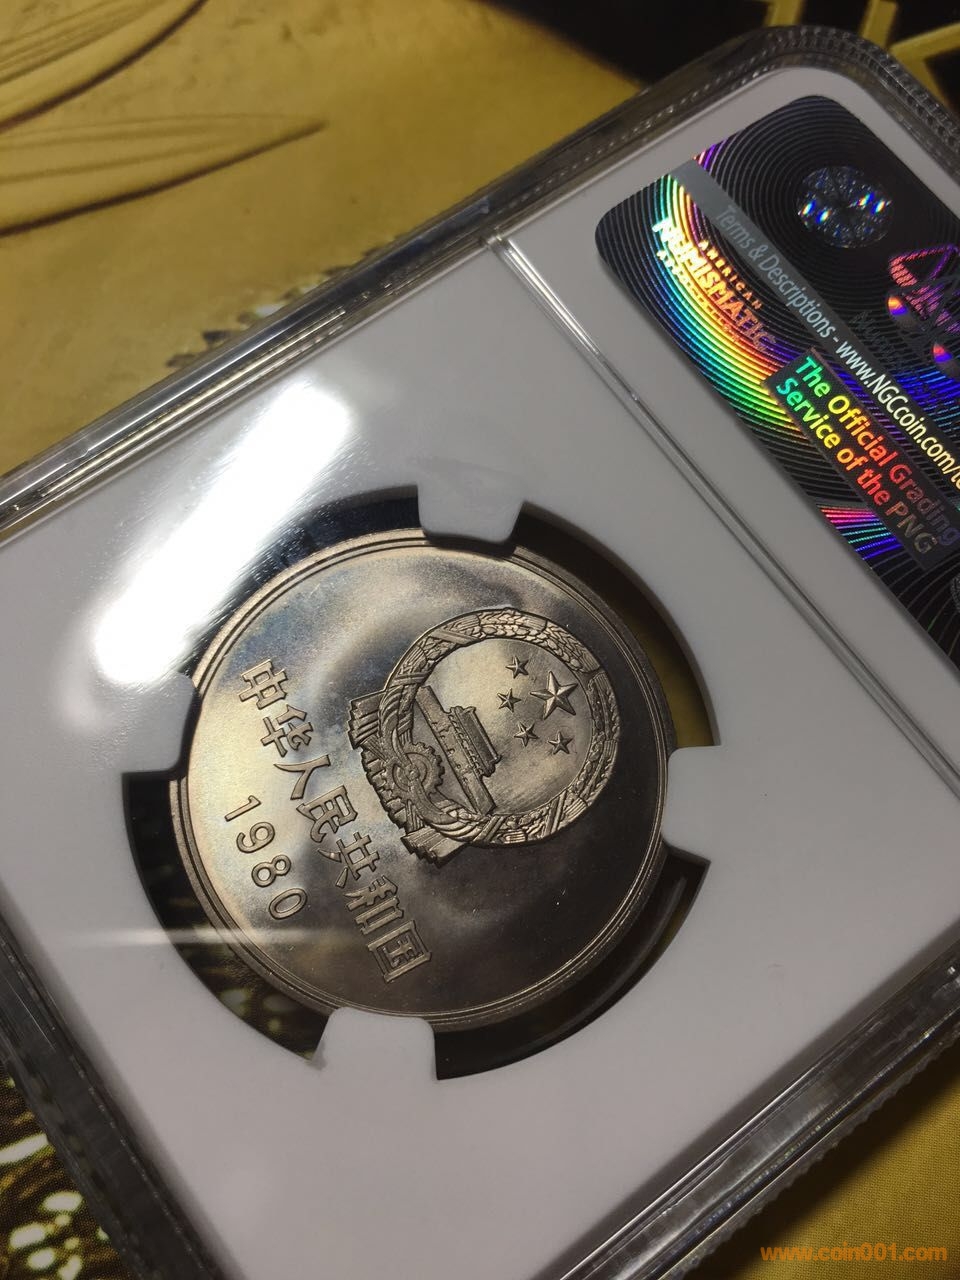 AMERICAN
NUMISMATIC
Terms & Descriptions - www.NGCcoin.com/
The Official Grading
Service of the PNG
中华人民共和国
1980
www.coin001.com